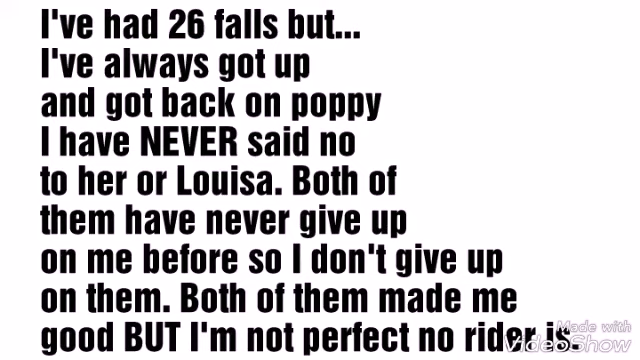 I've had 26 falls but...
I've always got up
and got back on poppy
I have NEVER said no
to her or Louisa. Both of
them have never give up
on me before so I don't give up
on them. Both of them made me
good BUT I'm not perfect no rider is.
Made with
VideoShow